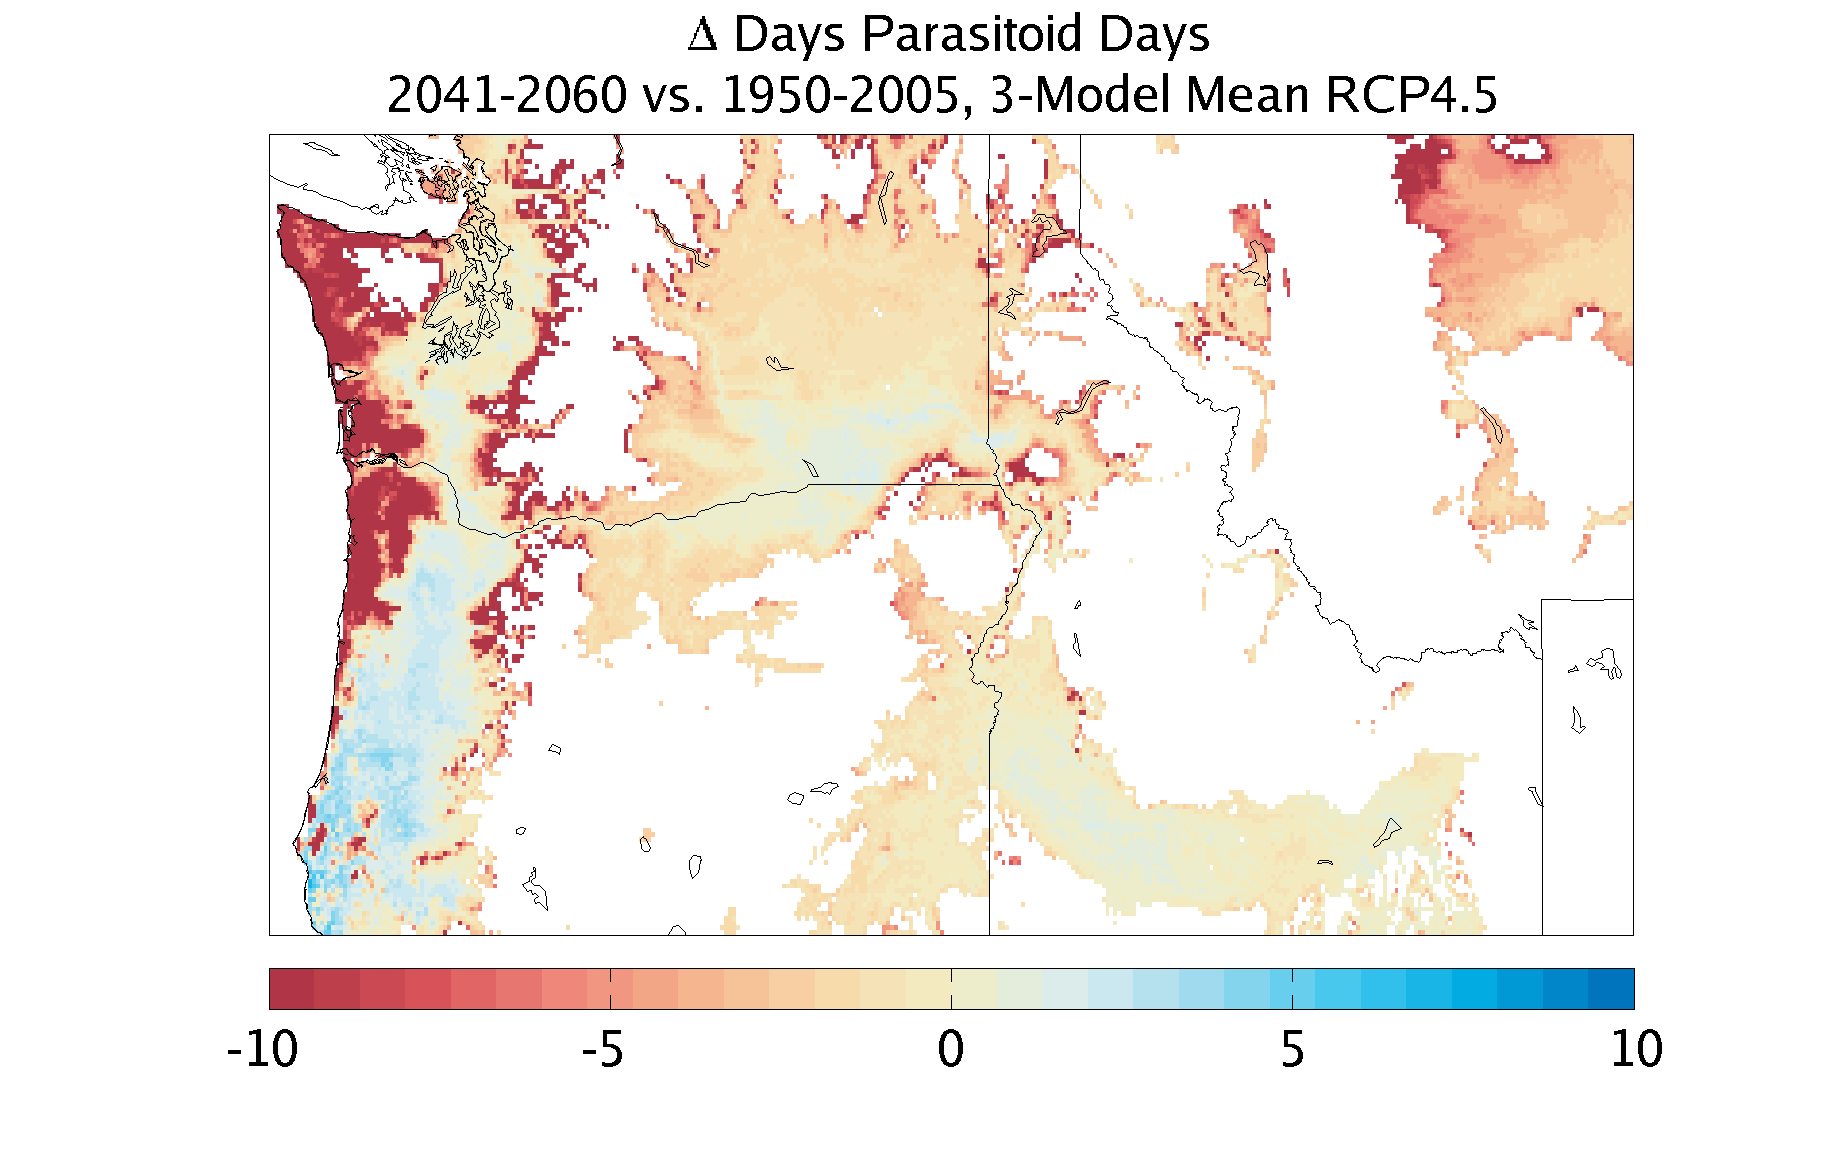 Δ Days Parasitoid Days
2041-2060 vs. 1950-2005, 3-Model Mean RCP4.5
-10 -5 0 5 10